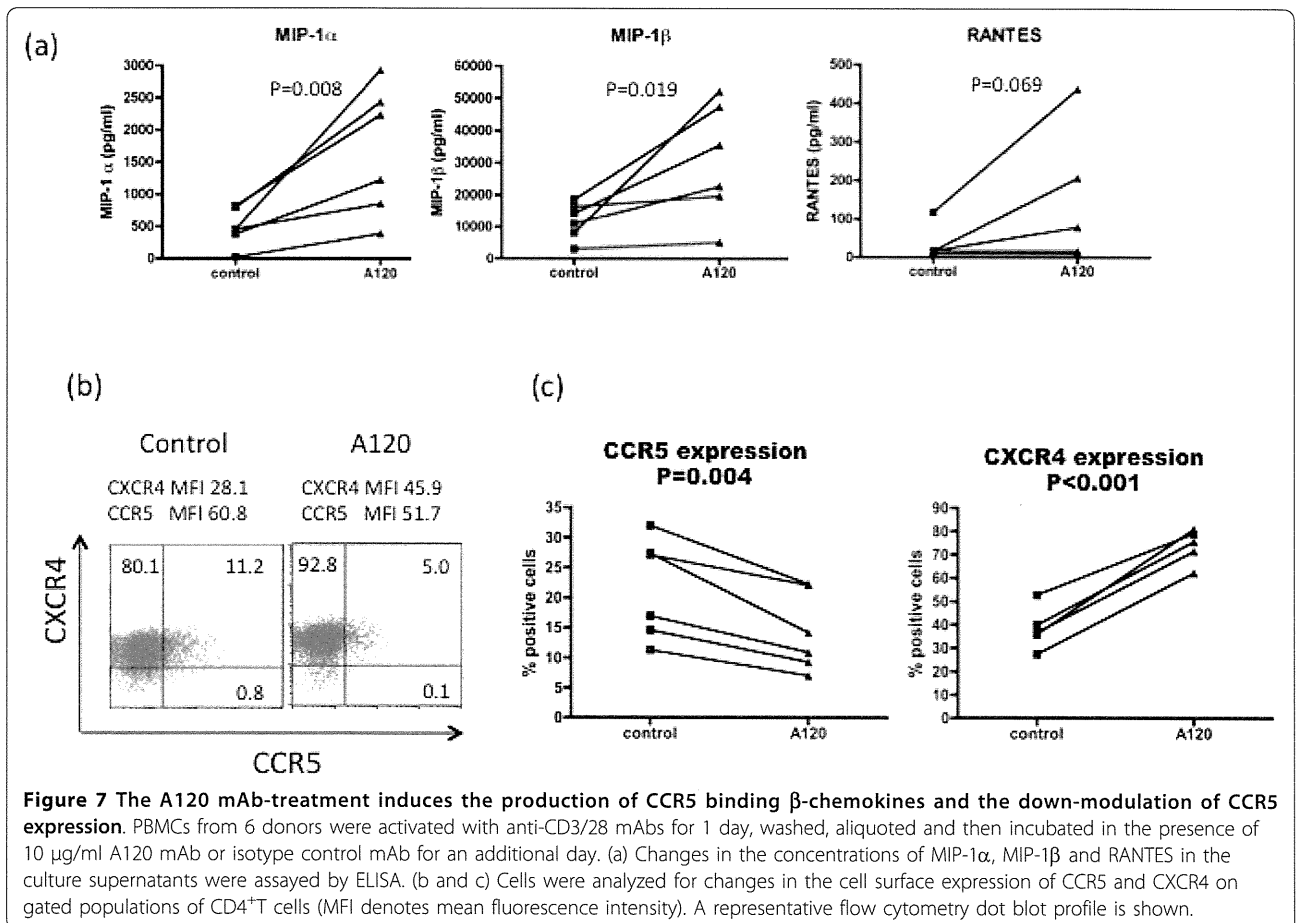 (a)
MIP-1α
MIP-1β
RANTES
P=0.008
P=0.019
P=0.069
MIP-1 α (pg/ml)
3000
2500
2000
1500
1000
500
0
control
A120
MIP-1β (pg/ml)
60000
50000
40000
30000
20000
10000
0
control
A120
RANTES (pg/ml)
500
400
300
200
100
0
control
A120
(b)
Control
A120
CXCR4 MFI 28.1
CCR5 MFI 60.8
CXCR4 MFI 45.9
CCR5 MFI 51.7
80.1
11.2
0.8
92.8
5.0
0.1
CXCR4
CCR5
(c)
CCR5 expression
P=0.004
% positive cells
35
30
25
20
15
10
5
0
control
A120
CXCR4 expression
P<0.001
% positive cells
90
80
70
60
50
40
30
20
10
0
control
A120
Figure 7 The A120 mAb-treatment induces the production of CCR5 binding β-chemokines and the down-modulation of CCR5
expression. PBMCs from 6 donors were activated with anti-CD3/28 mAbs for 1 day, washed, aliquoted and then incubated in the presence of
10 μg/ml A120 mAb or isotype control mAb for an additional day. (a) Changes in the concentrations of MIP-1α, MIP-1β and RANTES in the
culture supernatants were assayed by ELISA. (b and c) Cells were analyzed for changes in the cell surface expression of CCR5 and CXCR4 on
gated populations of CD4⁺T cells (MFI denotes mean fluorescence intensity). A representative flow cytometry dot blot profile is shown.